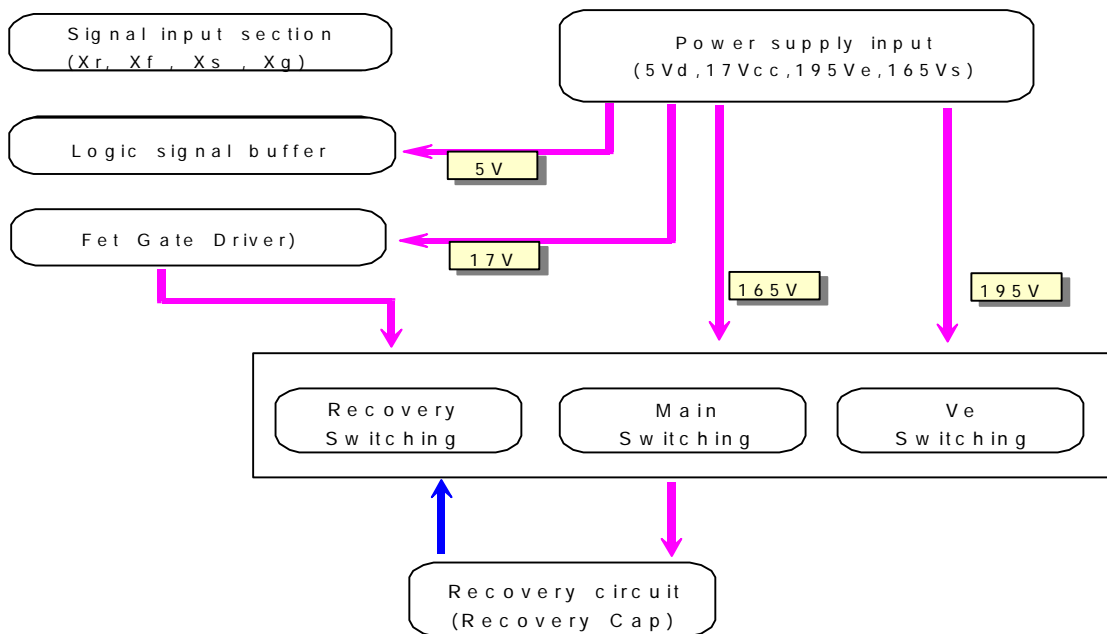 Signal input section
(Xr, Xf , Xs , Xg)
Power supply input
(5Vd,17Vcc,195Ve,165Vs)
Logic signal buffer
5V
Fet Gate Driver)
17V
165V
195V
Recovery
Switching
Main
Switching
Ve
Switching
Recovery circuit
(Recovery Cap)